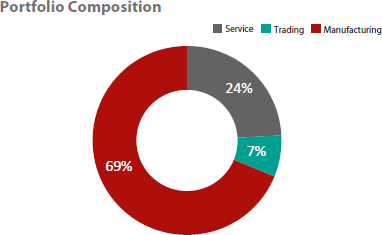 Portfolio Composition
Service Trading Manufacturing
24%
7%
69%